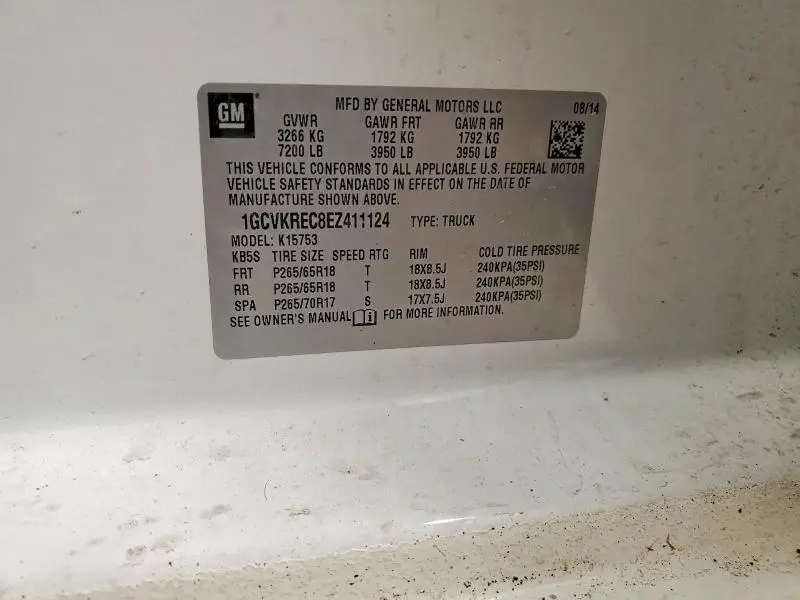 GM
MFD BY GENERAL MOTORS LLC 08/14
GVWR GAWR FRT GAWR RR
3266 KG 1792 KG 1792 KG
7200 LB 3950 LB 3950 LB
THIS VEHICLE CONFORMS TO ALL APPLICABLE U.S. FEDERAL MOTOR
VEHICLE SAFETY STANDARDS IN EFFECT ON THE DATE OF
MANUFACTURE SHOWN ABOVE.
1GCVKREC8EZ411124 TYPE: TRUCK
MODEL: K15753
KB5S TIRE SIZE SPEED RTG RIM COLD TIRE PRESSURE
FRT P265/65R18 T 18X8.5J 240KPA(35PSI)
RR P265/65R18 T 18X8.5J 240KPA(35PSI)
SPA P265/70R17 S 17X7.5J 240KPA(35PSI)
SEE OWNER'S MANUAL i FOR MORE INFORMATION.